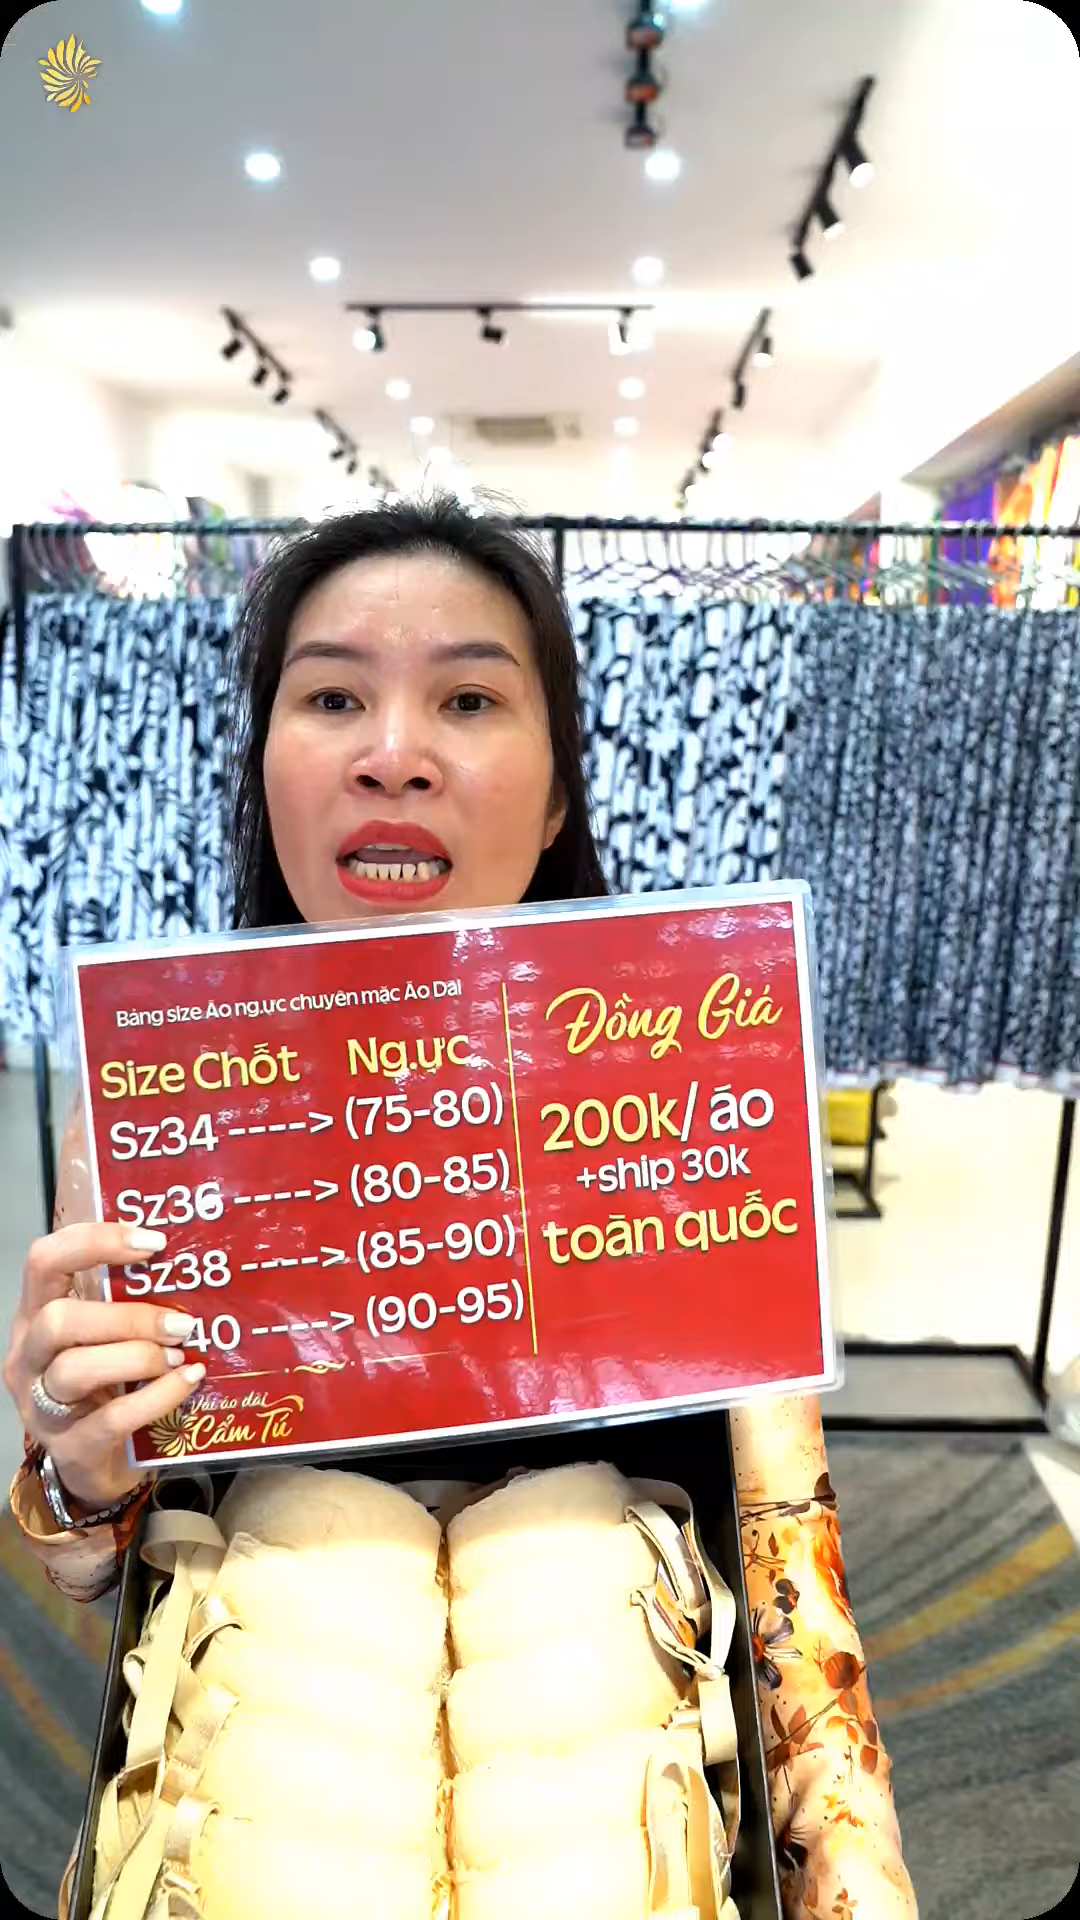 Bảng size Áo ng.ực chuyên mặc Áo Dài
Size Chốt Ng.ực
Sz34 ----> (75-80)
Sz36 ----> (80-85)
Sz38 ----> (85-90)
40 ----> (90-95)
Vải áo dài
Cẩm Tú
Đồng Giá
200k/ áo
+ship 30k
toàn quốc